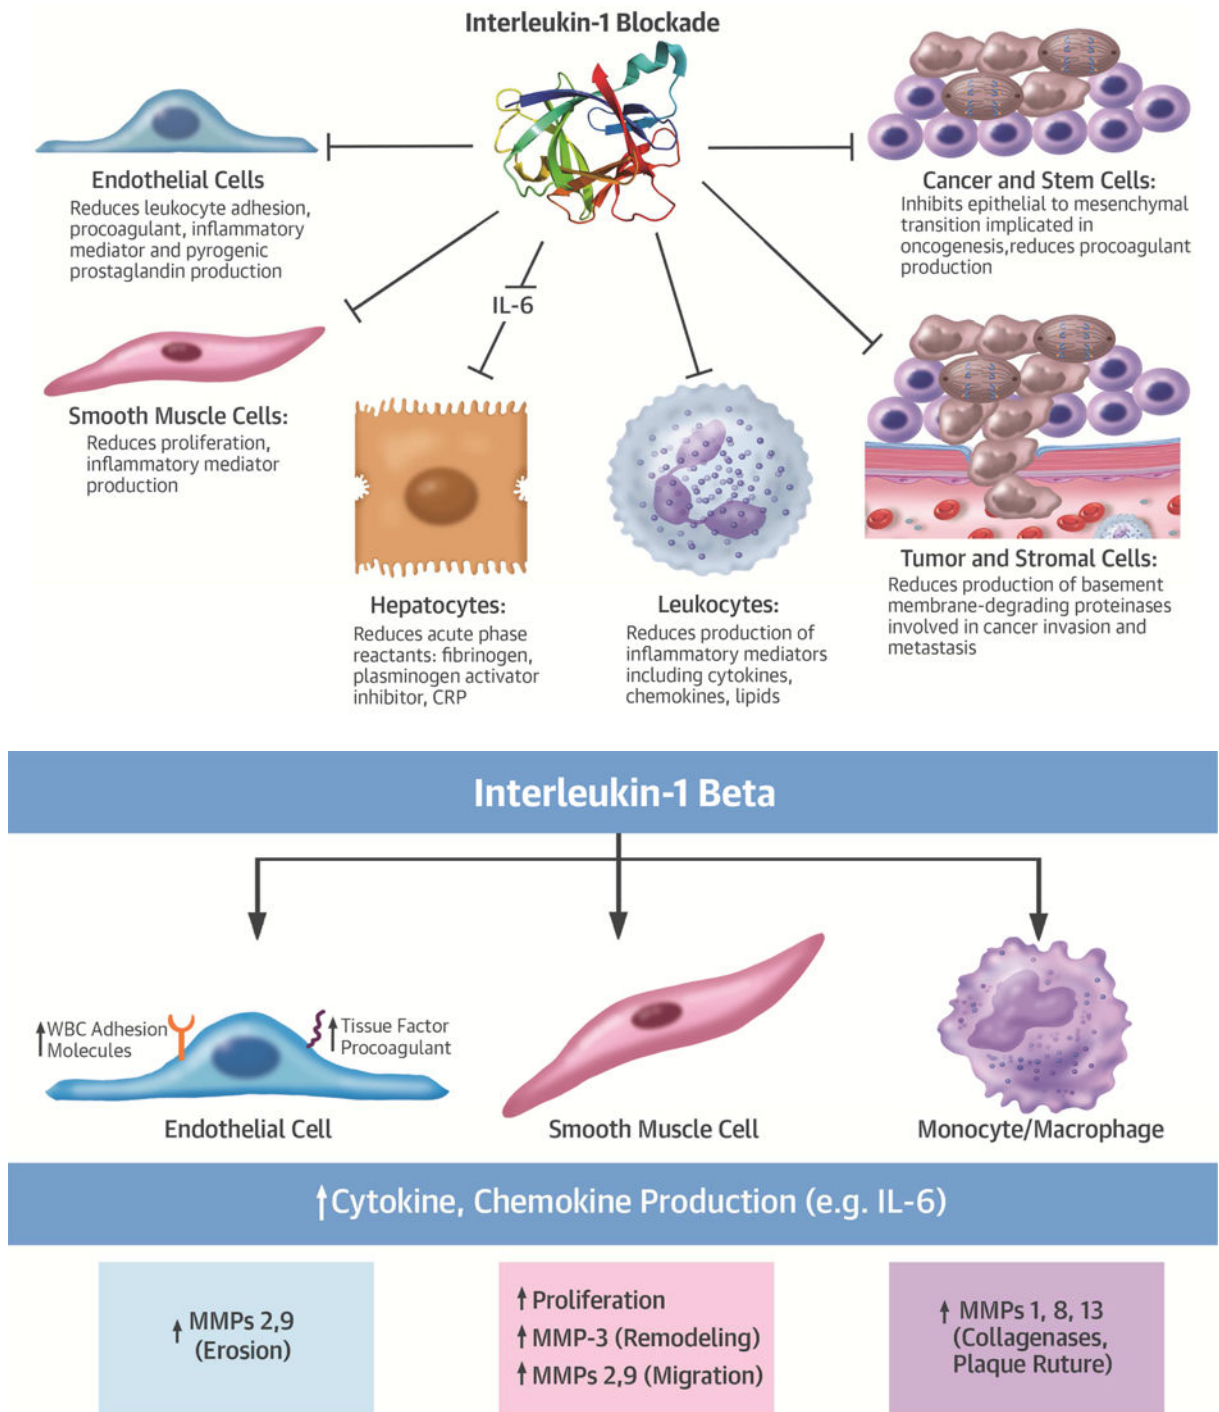 Interleukin-1 Blockade
Endothelial Cells
Reduces leukocyte adhesion,
procoagulant, inflammatory
mediator and pyrogenic
prostaglandin production
Smooth Muscle Cells:
Reduces proliferation,
inflammatory mediator
production
IL-6
Hepatocytes:
Reduces acute phase
reactants: fibrinogen,
plasminogen activator
inhibitor, CRP
Leukocytes:
Reduces production of
inflammatory mediators
including cytokines,
chemokines, lipids
Cancer and Stem Cells:
Inhibits epithelial to mesenchymal
transition implicated in
oncogenesis,reduces procoagulant
production
Tumor and Stromal Cells:
Reduces production of basement
membrane-degrading proteinases
involved in cancer invasion and
metastasis
Interleukin-1 Beta
↑WBC Adhesion
Molecules
↑Tissue Factor
Procoagulant
Endothelial Cell
Smooth Muscle Cell
Monocyte/Macrophage
↑Cytokine, Chemokine Production (e.g. IL-6)
↑ MMPs 2,9
(Erosion)
↑ Proliferation
↑ MMP-3 (Remodeling)
↑ MMPs 2,9 (Migration)
↑ MMPs 1, 8, 13
(Collagenases,
Plaque Ruture)